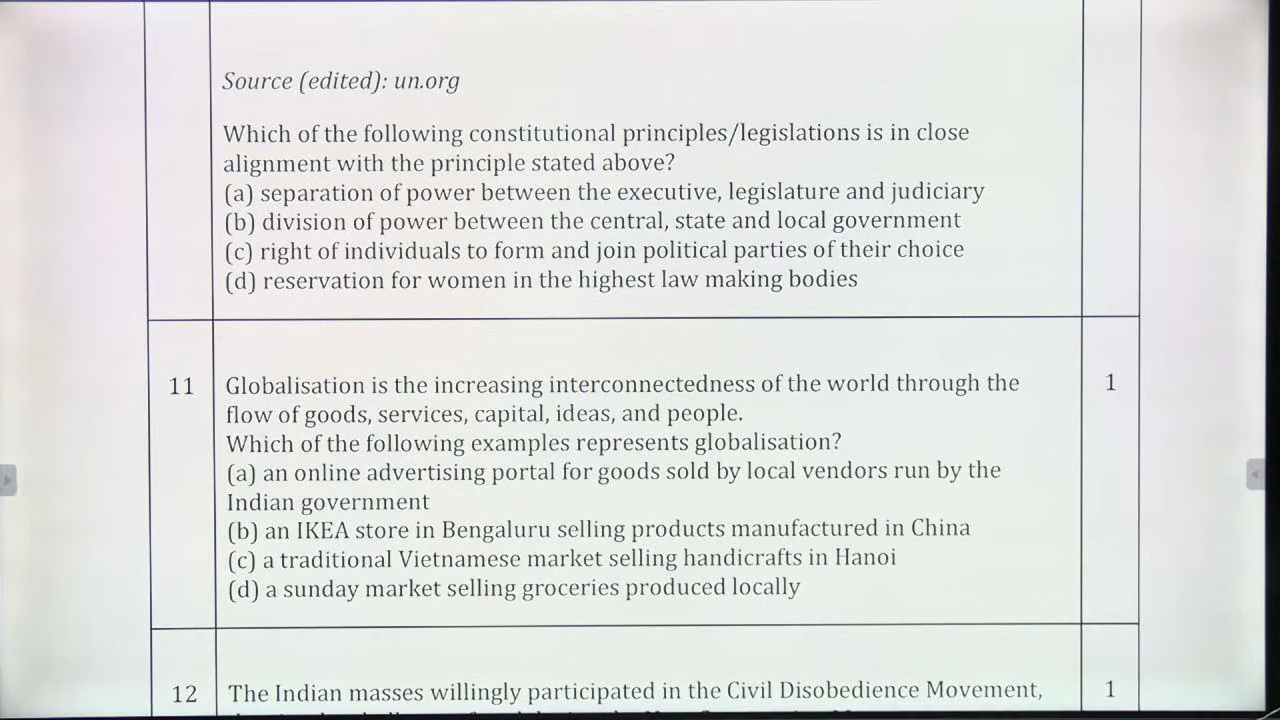 Source (edited): un.org
Which of the following constitutional principles/legislations is in close
alignment with the principle stated above?
(a) separation of power between the executive, legislature and judiciary
(b) division of power between the central, state and local government
(c) right of individuals to form and join political parties of their choice
(d) reservation for women in the highest law making bodies
11 Globalisation is the increasing interconnectedness of the world through the 1
flow of goods, services, capital, ideas, and people.
Which of the following examples represents globalisation?
(a) an online advertising portal for goods sold by local vendors run by the
Indian government
(b) an IKEA store in Bengaluru selling products manufactured in China
(c) a traditional Vietnamese market selling handicrafts in Hanoi
(d) a sunday market selling groceries produced locally
12 The Indian masses willingly participated in the Civil Disobedience Movement, 1